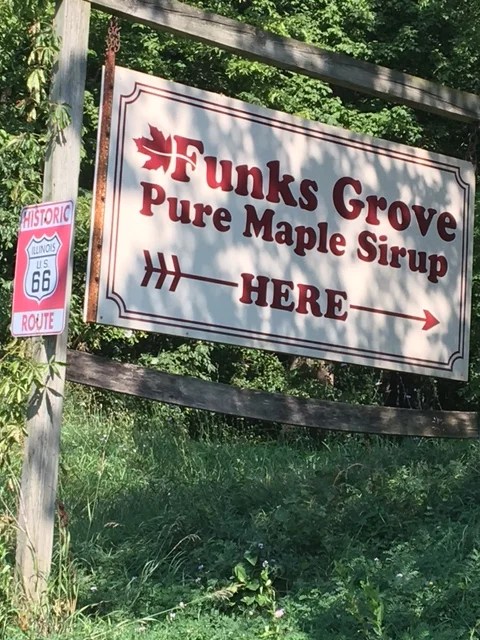 Funks Grove
Pure Maple Sirup
HERE
HISTORIC
ILLINOIS
U.S.
66
ROUTE